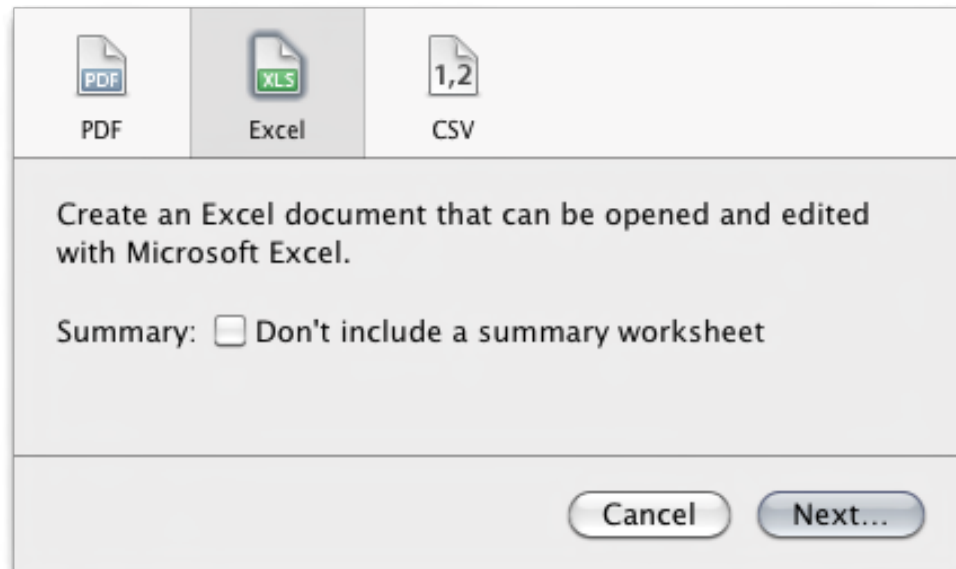 PDF
XLS
1,2
PDF
Excel
CSV
Create an Excel document that can be opened and edited
with Microsoft Excel.
Summary: Don't include a summary worksheet
Cancel
Next...